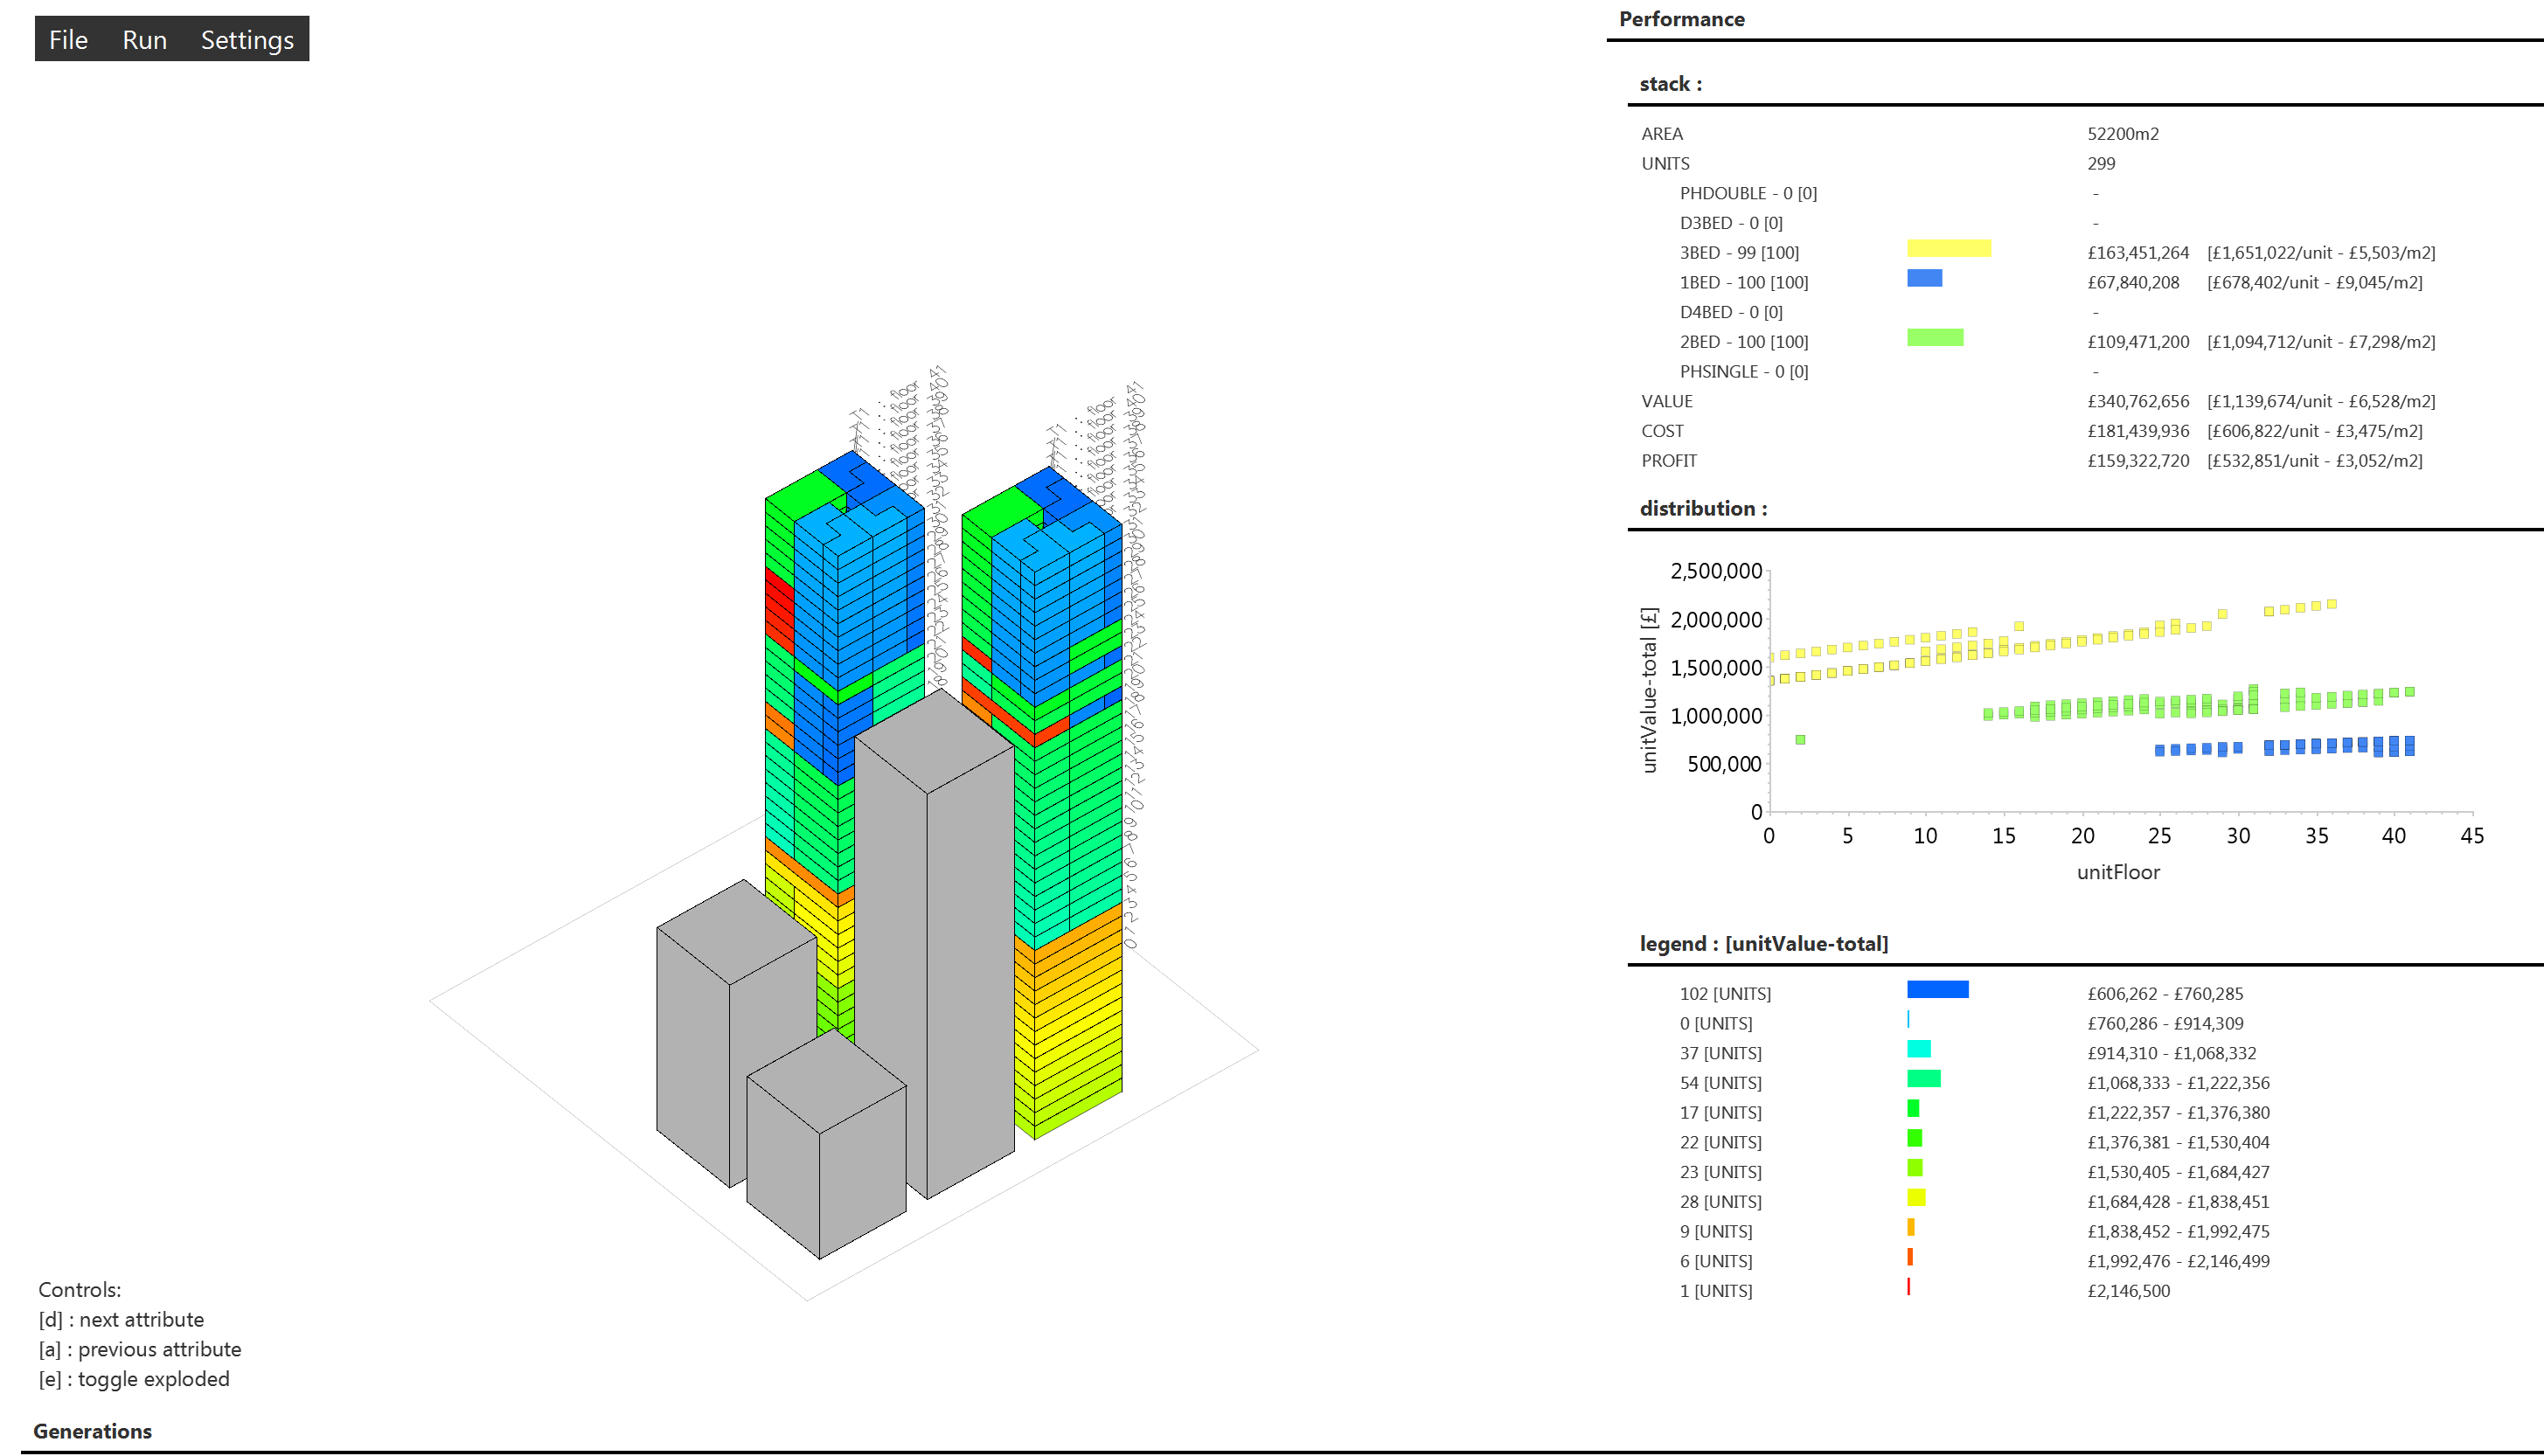 File Run Settings
Performance
stack :
AREA 52200m2
UNITS 299
PHDOUBLE - 0 [0] -
D3BED - 0 [0] -
3BED - 99 [100] £163,451,264 [£1,651,022/unit - £5,503/m2]
1BED - 100 [100] £67,840,208 [£678,402/unit - £9,045/m2]
D4BED - 0 [0] -
2BED - 100 [100] £109,471,200 [£1,094,712/unit - £7,298/m2]
PHSINGLE - 0 [0] -
VALUE £340,762,656 [£1,139,674/unit - £6,528/m2]
COST £181,439,936 [£606,822/unit - £3,475/m2]
PROFIT £159,322,720 [£532,851/unit - £3,052/m2]
distribution :
unitValue-total [£]
2,500,000
2,000,000
1,500,000
1,000,000
500,000
0
0 5 10 15 20 25 30 35 40 45
unitFloor
legend : [unitValue-total]
102 [UNITS] £606,262 - £760,285
0 [UNITS] £760,286 - £914,309
37 [UNITS] £914,310 - £1,068,332
54 [UNITS] £1,068,333 - £1,222,356
17 [UNITS] £1,222,357 - £1,376,380
22 [UNITS] £1,376,381 - £1,530,404
23 [UNITS] £1,530,405 - £1,684,427
28 [UNITS] £1,684,428 - £1,838,451
9 [UNITS] £1,838,452 - £1,992,475
6 [UNITS] £1,992,476 - £2,146,499
1 [UNITS] £2,146,500
Controls:
[d] : next attribute
[a] : previous attribute
[e] : toggle exploded
Generations